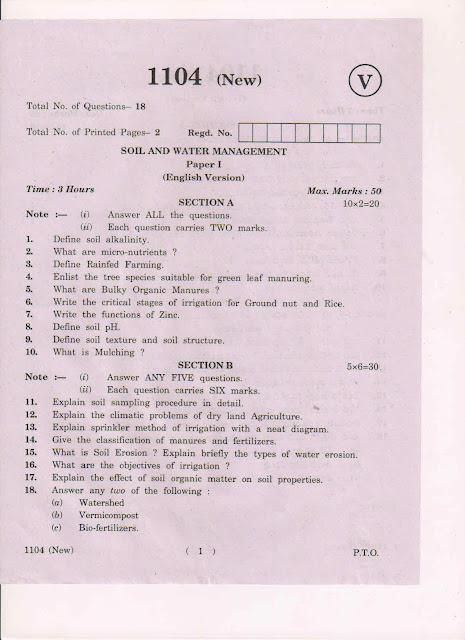 1104 (New)
V
Total No. of Questions– 18
Total No. of Printed Pages– 2 Regd. No.
SOIL AND WATER MANAGEMENT
Paper I
(English Version)
Time : 3 Hours Max. Marks : 50
SECTION A 10×2=20
Note :— (i) Answer ALL the questions.
(ii) Each question carries TWO marks.
1. Define soil alkalinity.
2. What are micro-nutrients ?
3. Define Rainfed Farming.
4. Enlist the tree species suitable for green leaf manuring.
5. What are Bulky Organic Manures ?
6. Write the critical stages of irrigation for Ground nut and Rice.
7. Write the functions of Zinc.
8. Define soil pH.
9. Define soil texture and soil structure.
10. What is Mulching ?
SECTION B 5×6=30
Note :— (i) Answer ANY FIVE questions.
(ii) Each question carries SIX marks.
11. Explain soil sampling procedure in detail.
12. Explain the climatic problems of dry land Agriculture.
13. Explain sprinkler method of irrigation with a neat diagram.
14. Give the classification of manures and fertilizers.
15. What is Soil Erosion ? Explain briefly the types of water erosion.
16. What are the objectives of irrigation ?
17. Explain the effect of soil organic matter on soil properties.
18. Answer any two of the following :
(a) Watershed
(b) Vermicompost
(c) Bio-fertilizers.
1104 (New) ( 1 ) P.T.O.